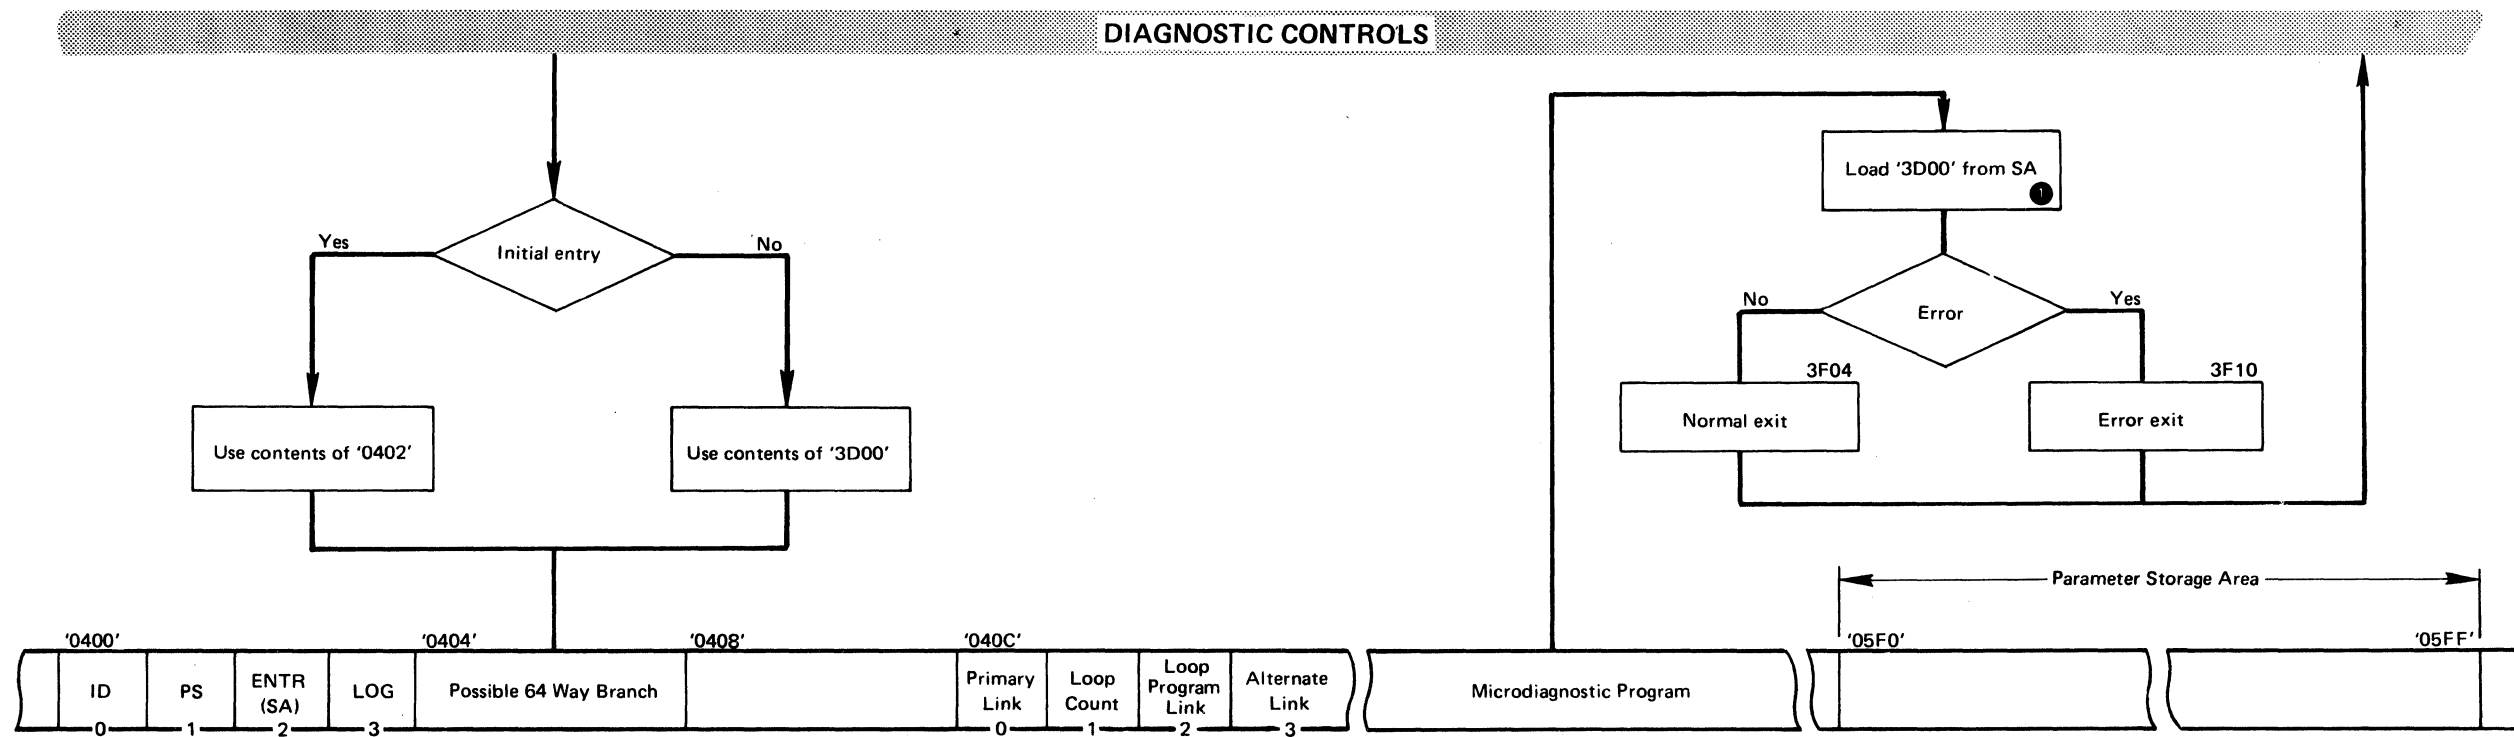 DIAGNOSTIC CONTROLS
Initial entry
Yes
No
Use contents of '0402'
Use contents of '3D00'
Load '3D00' from SA
1
Error
No
Yes
3F04
Normal exit
3F10
Error exit
Parameter Storage Area
'0400'
'0404'
'0408'
'040C'
'05F0'
'05FF'
ID
PS
ENTR
(SA)
LOG
Possible 64 Way Branch
Primary
Link
Loop
Count
Loop
Program
Link
Alternate
Link
Microdiagnostic Program
0
1
2
3
0
1
2
3